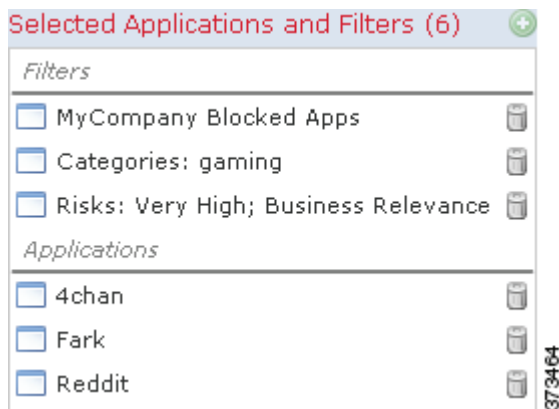 Selected Applications and Filters (6)
Filters
MyCompany Blocked Apps
Categories: gaming
Risks: Very High; Business Relevance
Applications
4chan
Fark
Reddit
373464